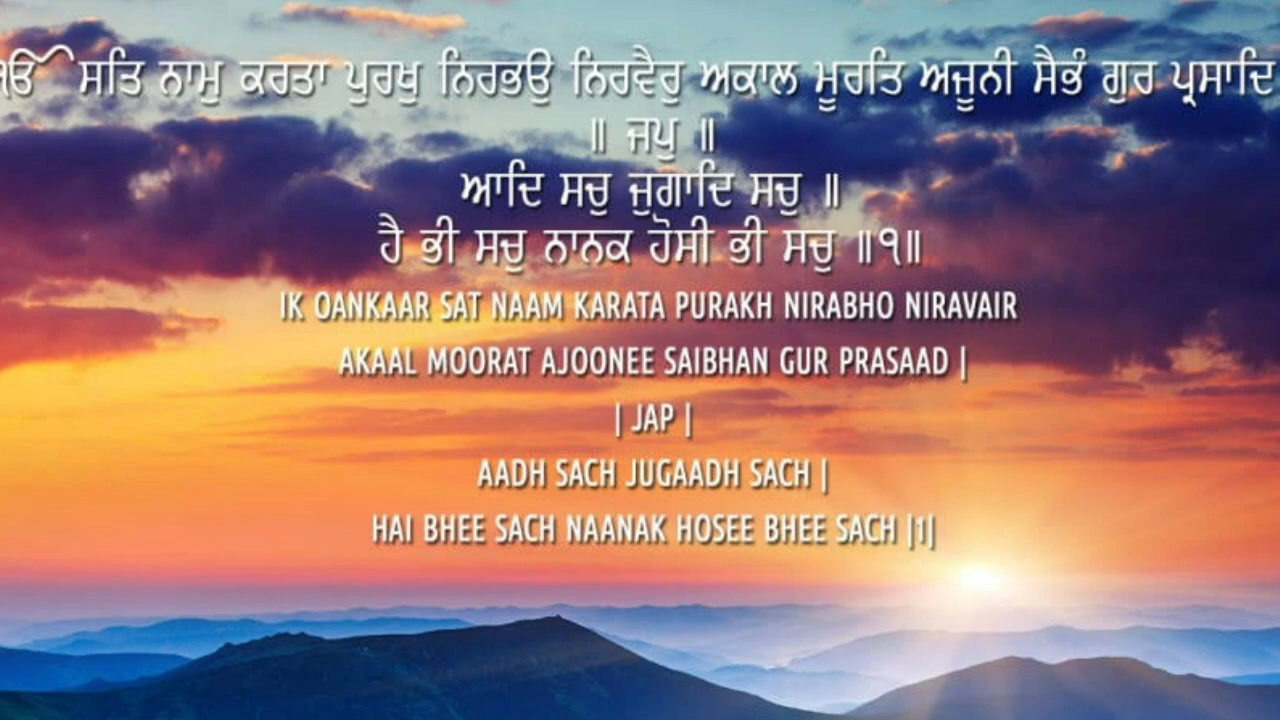 ੴ ਸਤਿ ਨਾਮੁ ਕਰਤਾ ਪੁਰਖੁ ਨਿਰਭਉ ਨਿਰਵੈਰੁ ਅਕਾਲ ਮੂਰਤਿ ਅਜੂਨੀ ਸੈਭੰ ਗੁਰ ਪ੍ਰਸਾਦਿ
॥ ਜਪੁ ॥
ਆਦਿ ਸਚੁ ਜੁਗਾਦਿ ਸਚੁ ॥
ਹੈ ਭੀ ਸਚੁ ਨਾਨਕ ਹੋਸੀ ਭੀ ਸਚੁ ॥੧॥
IK OANKAAR SAT NAAM KARATA PURAKH NIRABHO NIRAVAIR
AKAAL MOORAT AJOONEE SAIBHAN GUR PRASAAD |
| JAP |
AADH SACH JUGAADH SACH |
HAI BHEE SACH NAANAK HOSEE BHEE SACH |1|